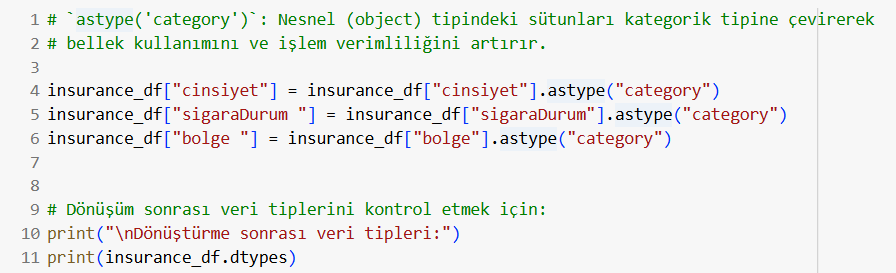 1 # `astype('category')`: Nesnel (object) tipindeki sütunları kategorik tipine çevirerek
2 # bellek kullanımını ve işlem verimliliğini artırır.
3
4 insurance_df["cinsiyet"] = insurance_df["cinsiyet"].astype("category")
5 insurance_df["sigaraDurum "] = insurance_df["sigaraDurum"].astype("category")
6 insurance_df["bolge "] = insurance_df["bolge"].astype("category")
7
8
9 # Dönüşüm sonrası veri tiplerini kontrol etmek için:
10 print("\nDönüştürme sonrası veri tipleri:")
11 print(insurance_df.dtypes)